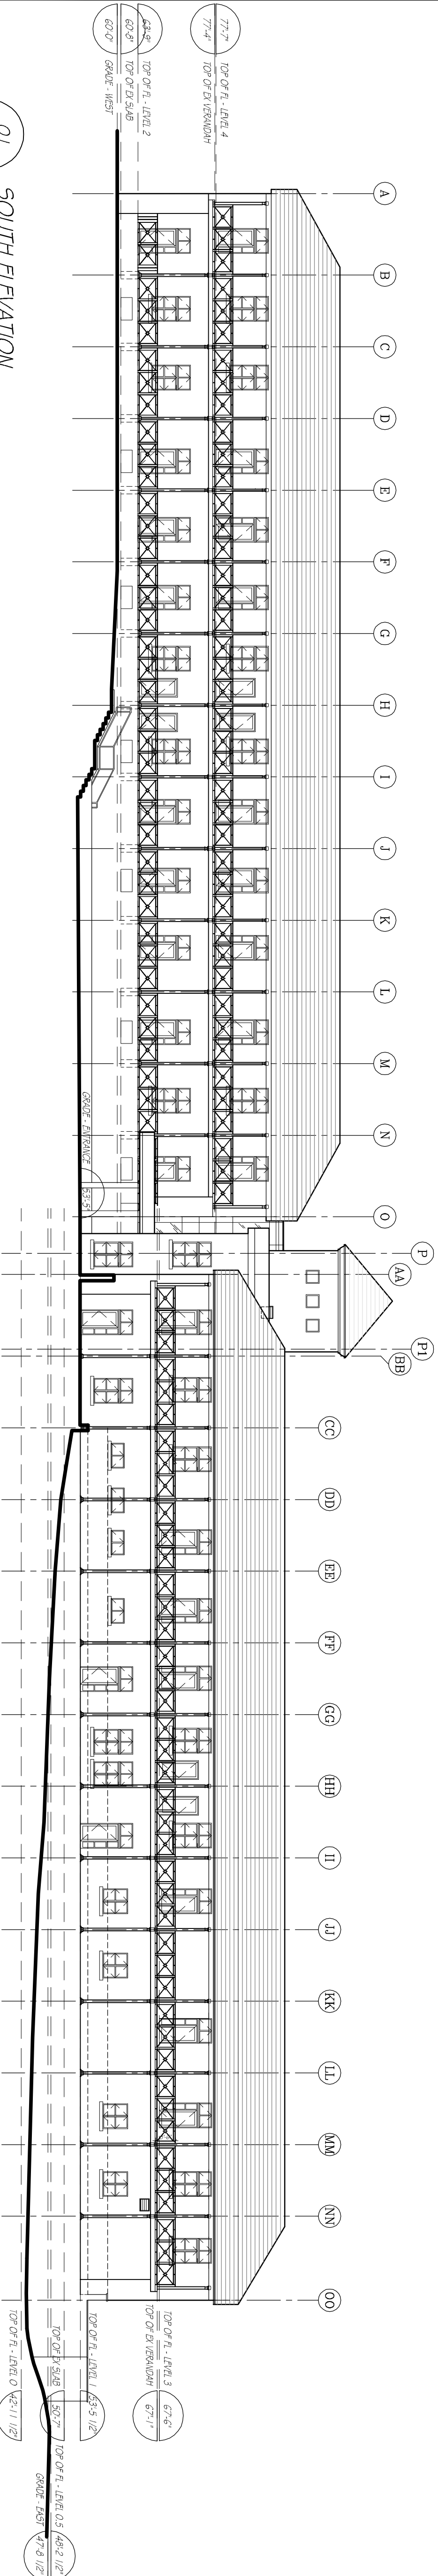 77'-7" TOP OF FL - LEVEL 4
77'-4" TOP OF EX VERANDAH
63'-9" TOP OF FL - LEVEL 2
60'-8" TOP OF EX SLAB
60'-0" GRADE - WEST
A
B
C
D
E
F
G
H
I
J
K
L
M
N
O
P
AA
P1
BB
CC
DD
EE
FF
GG
HH
II
JJ
KK
LL
MM
NN
OO
GRADE - ENTRANCE 53'-5"
TOP OF FL - LEVEL 3 67'-6"
TOP OF EX VERANDAH 67'-1"
TOP OF FL - LEVEL 1 53'-5 1/2"
TOP OF EX SLAB 50'-7"
TOP OF FL - LEVEL 0.5 48'-2 1/2"
GRADE - EAST 47'-8 1/2"
TOP OF FL - LEVEL 0 42'-11 1/2"
01 SOUTH ELEVATION